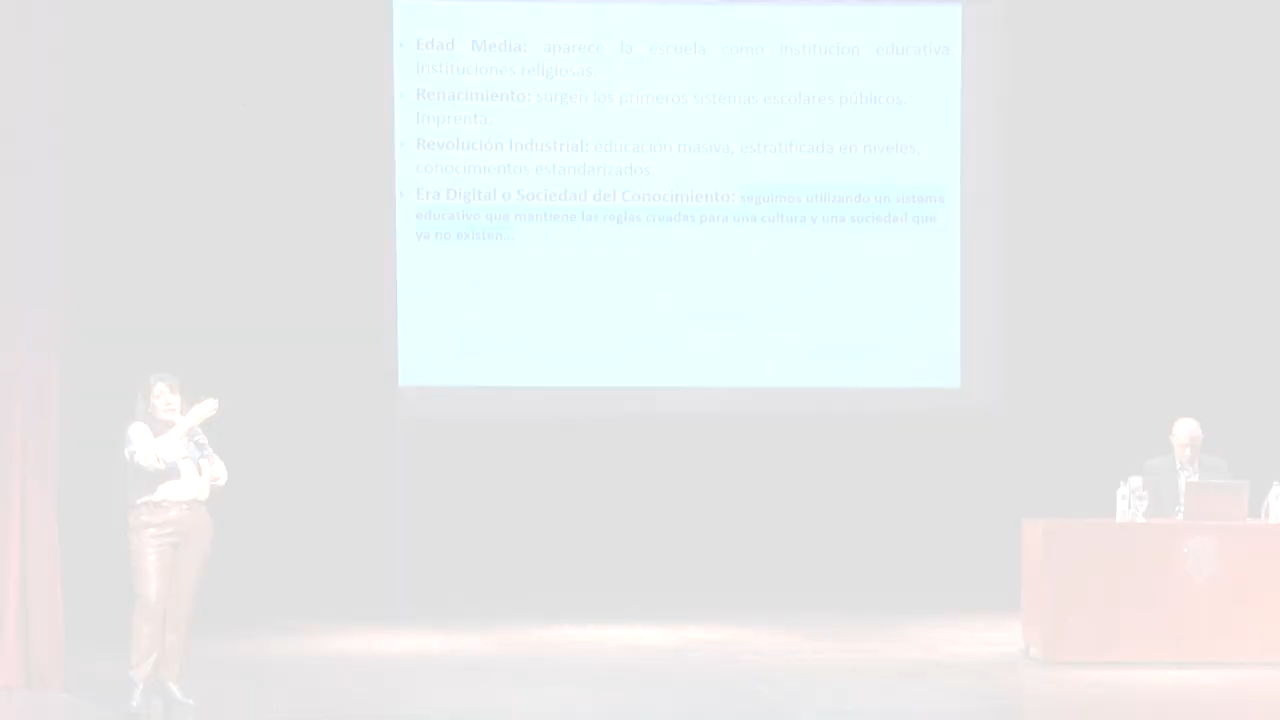 Edad Media: aparece la escuela como institución educativa.
Instituciones religiosas.
Renacimiento: surgen los primeros sistemas escolares públicos.
Imprenta.
Revolución Industrial: educación masiva, estratificada en niveles,
conocimientos estandarizados.
Era Digital o Sociedad del Conocimiento: seguimos utilizando un sistema
educativo que mantiene las reglas creadas para una cultura y una sociedad que
ya no existen...